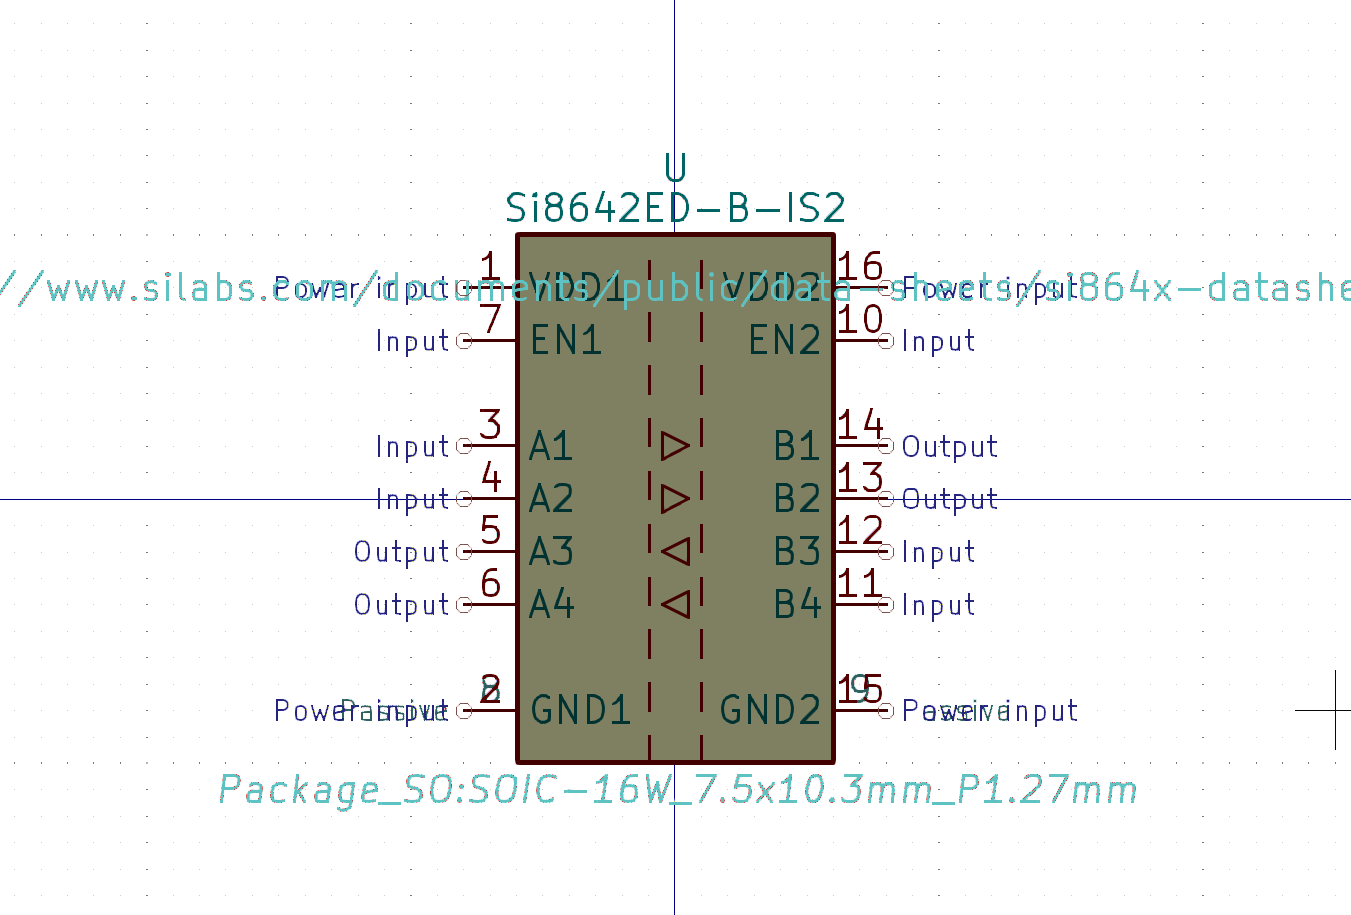 U
Si8642ED-B-IS2
1 16
//www.silabs.com/documents/public/data-sheets/si864x-datashe
Power input VDD1 VDD2 Power input
7 10
Input EN1 EN2 Input
3 14
Input A1 B1 Output
4 13
Input A2 B2 Output
5 12
Output A3 B3 Input
6 11
Output A4 B4 Input
2 8 15 9
Power input Passive GND1 GND2 Power input Passive
Package_SO:SOIC-16W_7.5x10.3mm_P1.27mm